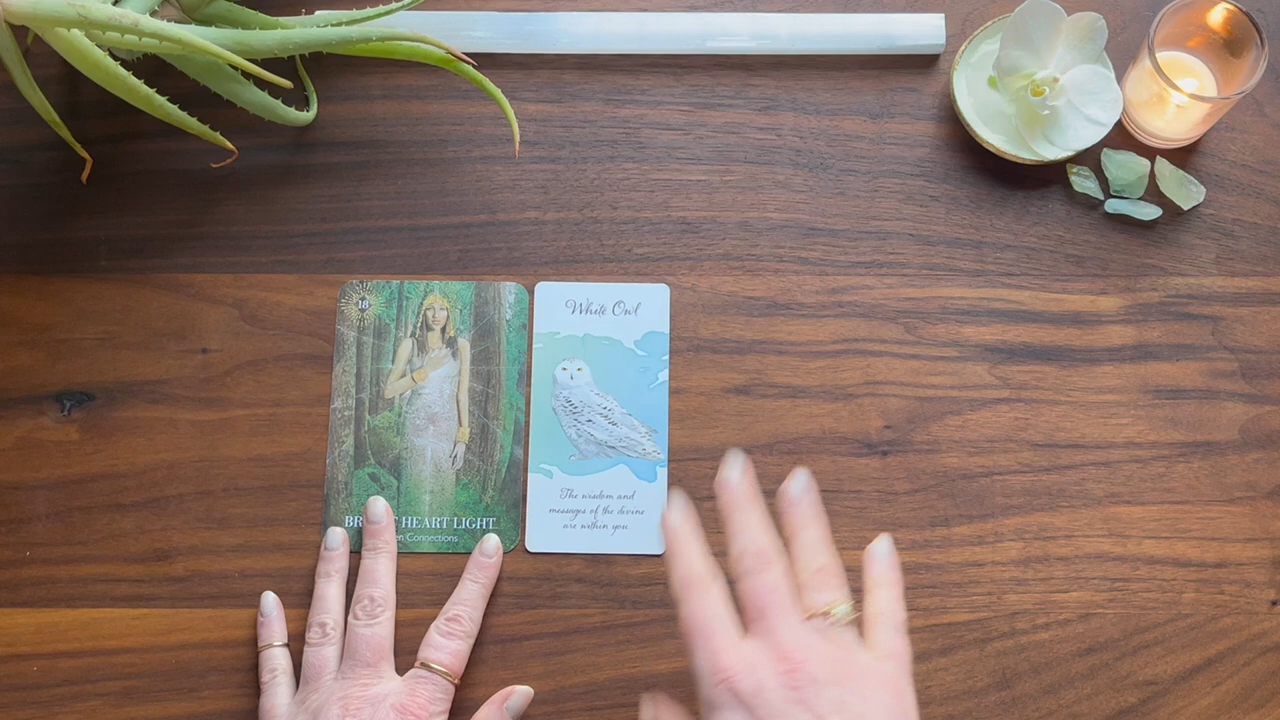 18
White Owl
The wisdom and
messages of the divine
are within you.
HEART LIGHT
Connections